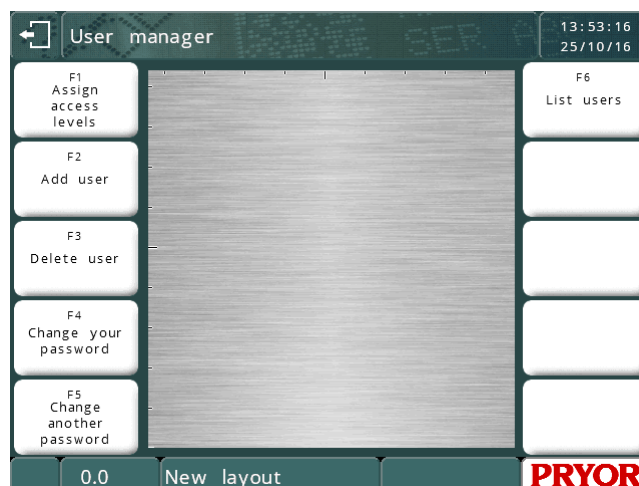 User manager
13:53:16
25/10/16
F1
Assign
access
levels
F2
Add user
F3
Delete user
F4
Change your
password
F5
Change
another
password
F6
List users
0.0
New layout
PRYOR